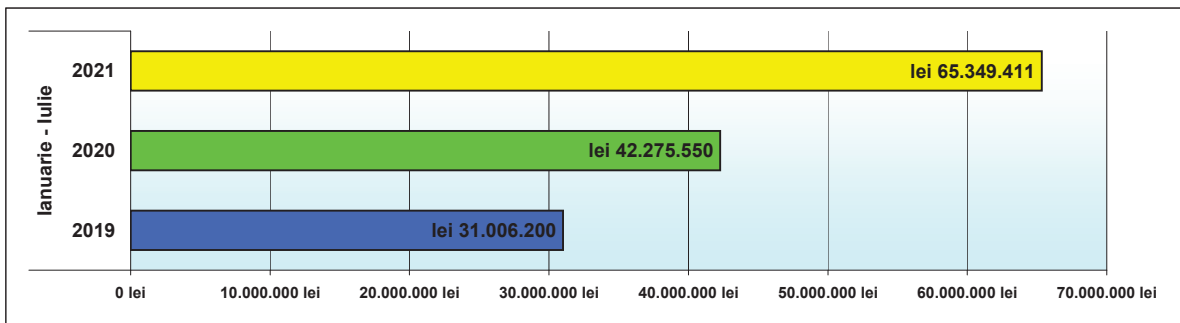 Ianuarie - Iulie
2021
lei 65.349.411
2020
lei 42.275.550
2019
lei 31.006.200
0 lei
10.000.000 lei
20.000.000 lei
30.000.000 lei
40.000.000 lei
50.000.000 lei
60.000.000 lei
70.000.000 lei